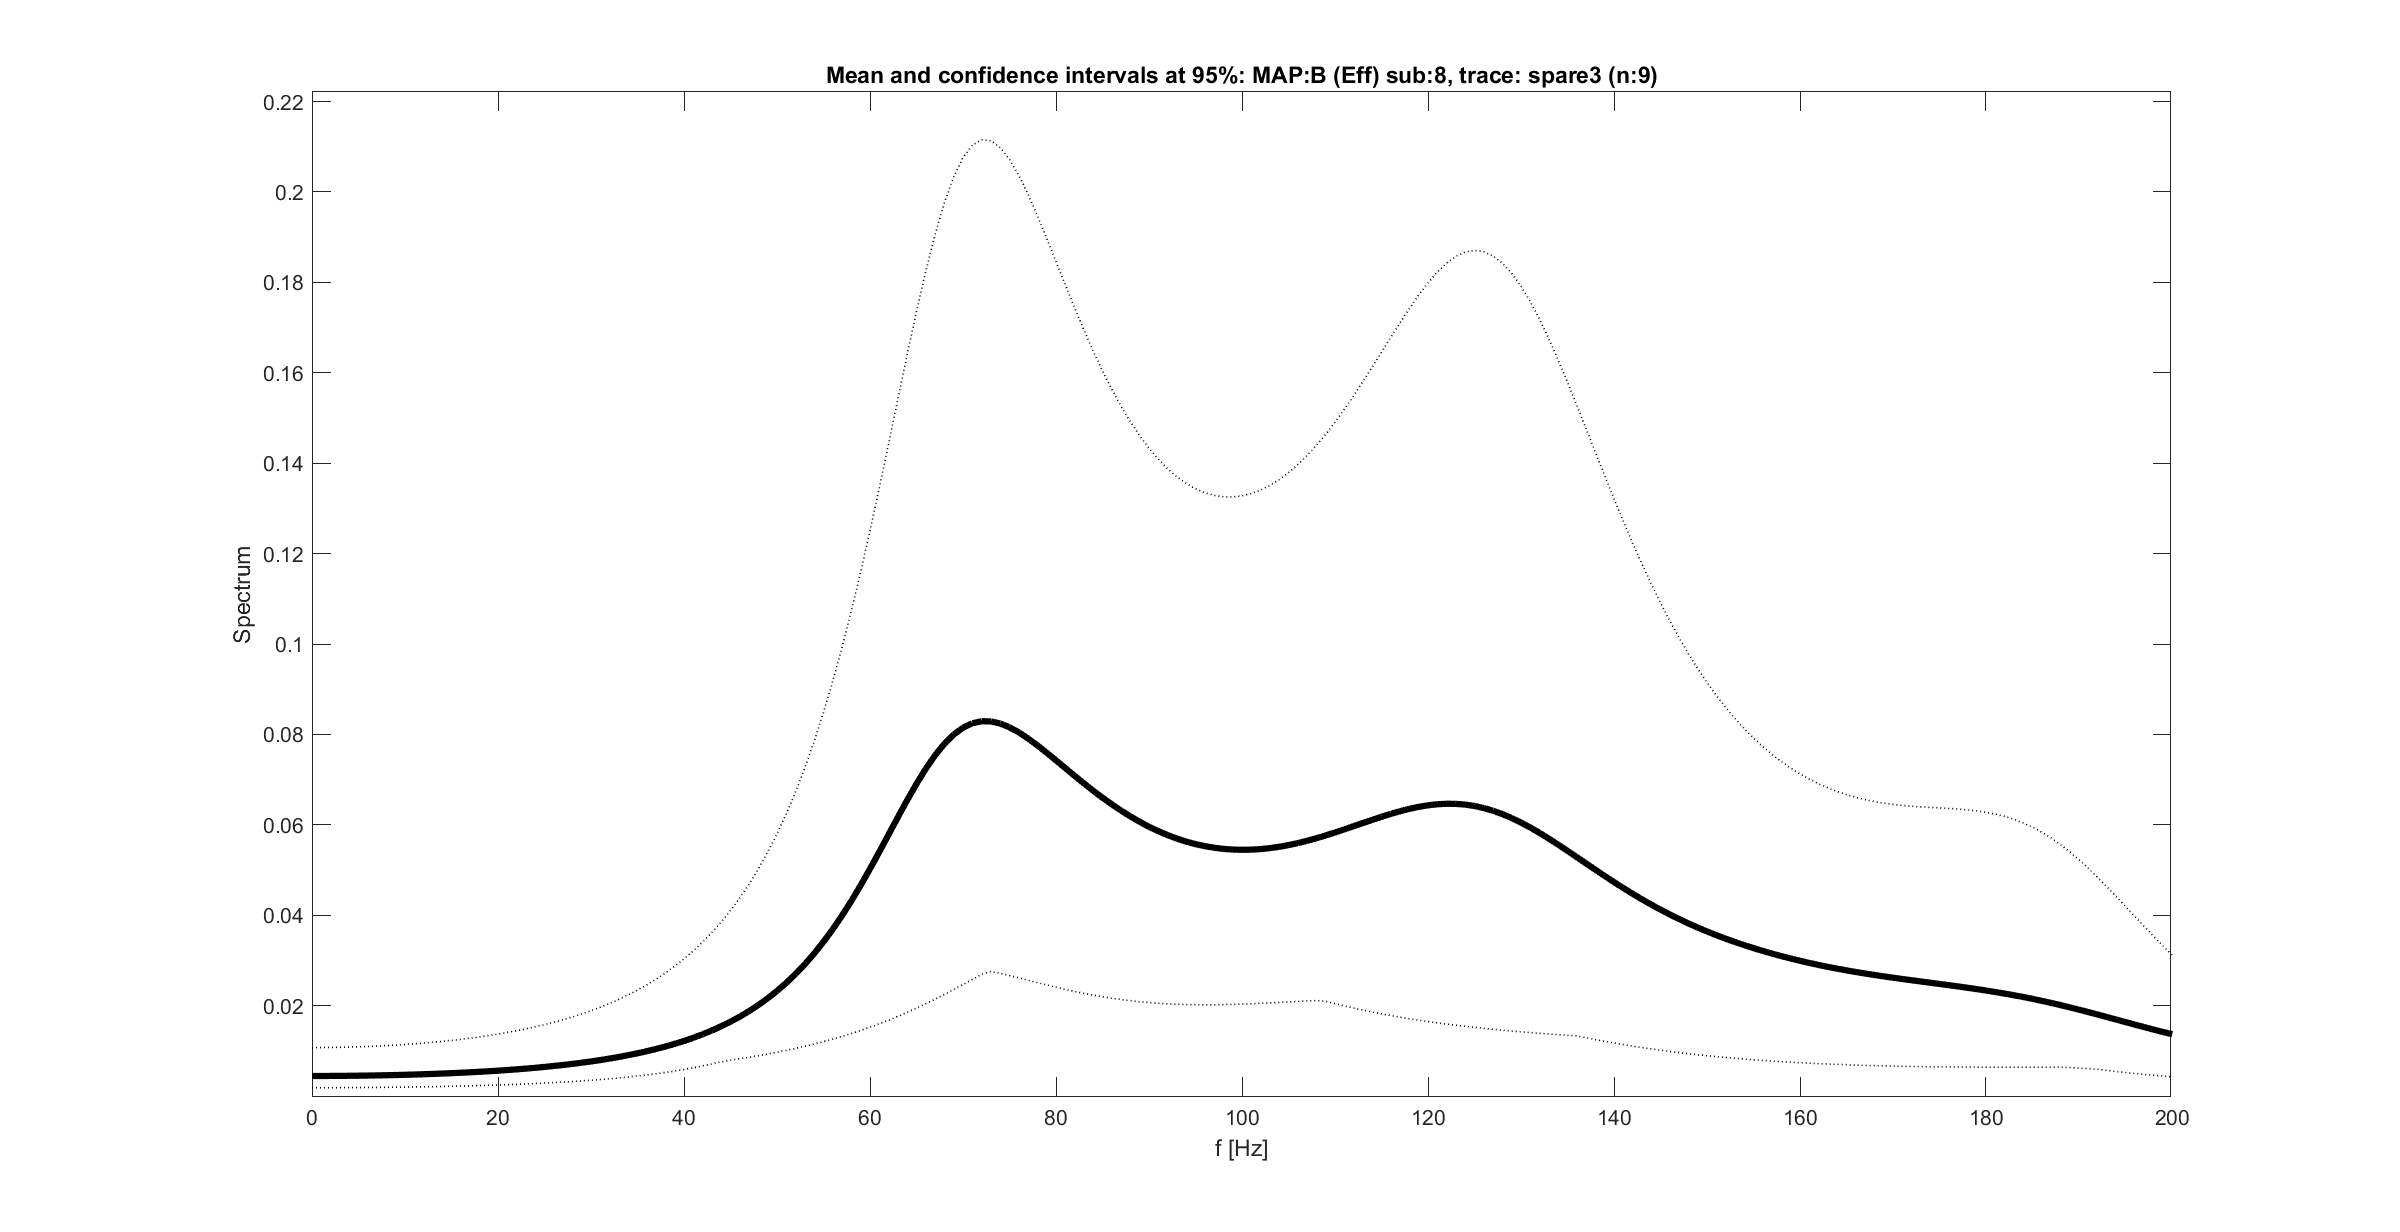 Mean and confidence intervals at 95%: MAP:B (Eff) sub:8, trace: spare3 (n:9)
0.22
0.2
0.18
0.16
0.14
0.12
0.1
0.08
0.06
0.04
0.02
Spectrum
0 20 40 60 80 100 120 140 160 180 200
f [Hz]